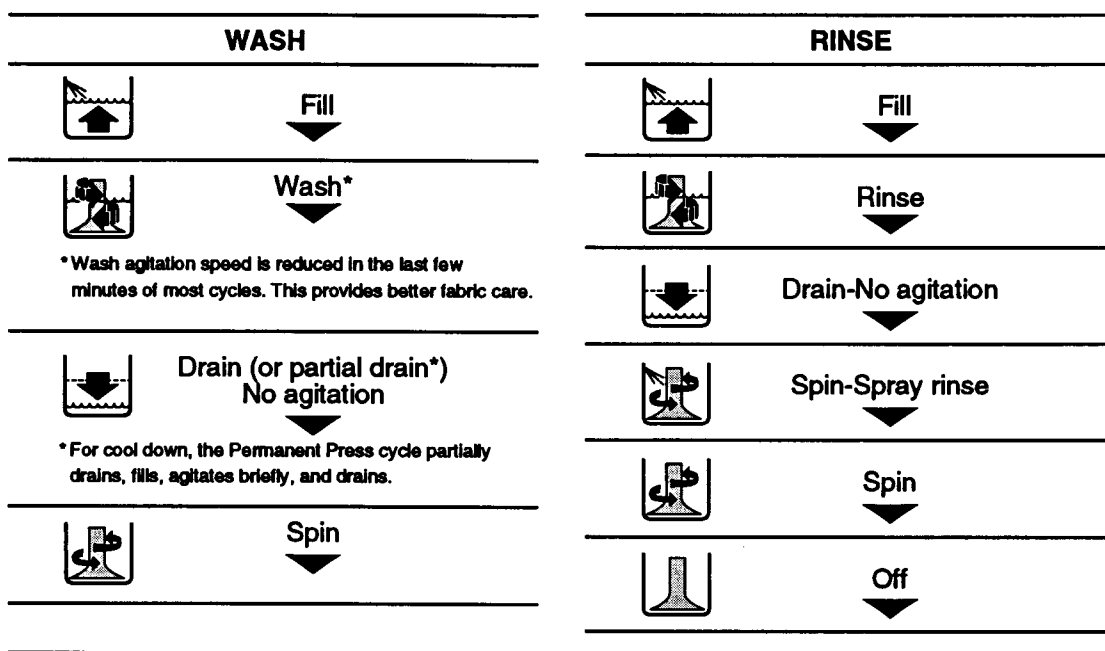 WASH
Fill
Wash*
*Wash agitation speed is reduced in the last few
minutes of most cycles. This provides better fabric care.
Drain (or partial drain*)
No agitation
*For cool down, the Permanent Press cycle partially
drains, fills, agitates briefly, and drains.
Spin
RINSE
Fill
Rinse
Drain-No agitation
Spin-Spray rinse
Spin
Off